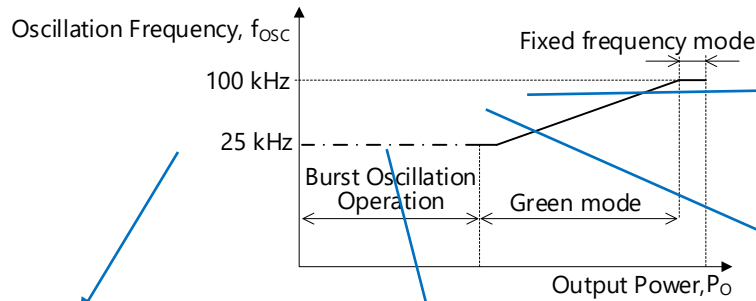 Oscillation Frequency, fOSC
Fixed frequency mode
100 kHz
25 kHz
Burst Oscillation
Operation
Green mode
Output Power, PO